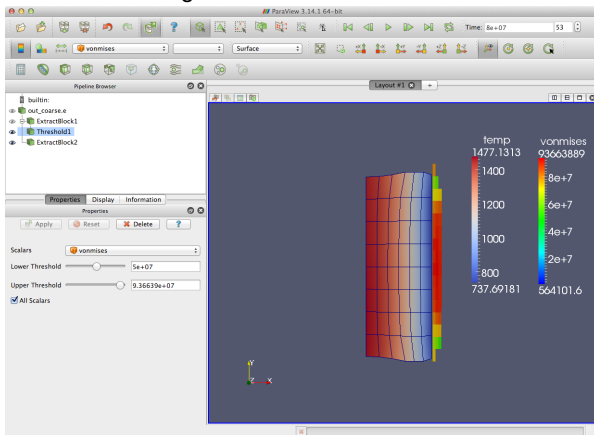 ParaView 3.14.1 64-bit
Time: 8e+07
53
vonmises
Surface
Pipeline Browser
builtin:
out_coarse.e
ExtractBlock1
Threshold1
ExtractBlock2
Properties
Display
Information
Properties
Apply
Reset
Delete
?
Scalars
vonmises
Lower Threshold
5e+07
Upper Threshold
9.36639e+07
All Scalars
Layout #1
+
temp
1477.1313
1400
1200
1000
800
737.69181
vonmises
93663889
8e+7
6e+7
4e+7
2e+7
564101.6
Y
Z
X